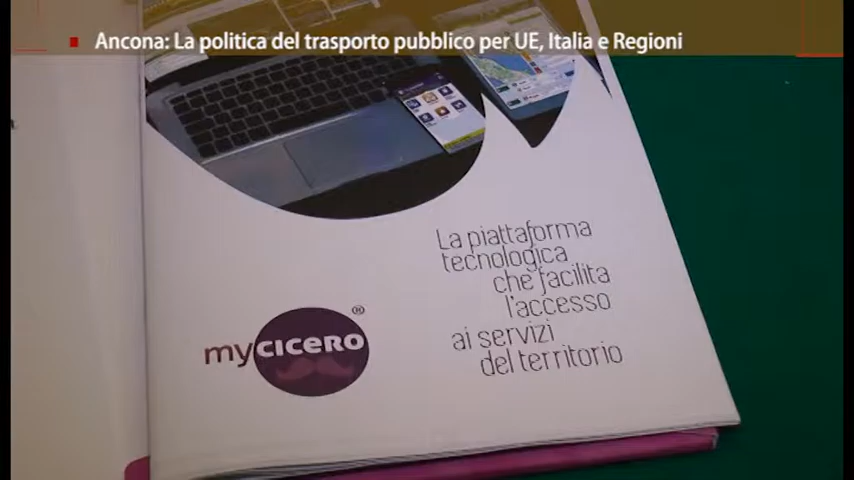 Ancona: La politica del trasporto pubblico per UE, Italia e Regioni
La piattaforma
tecnologica
che facilita
l'accesso
ai servizi
del territorio
myCICERO®